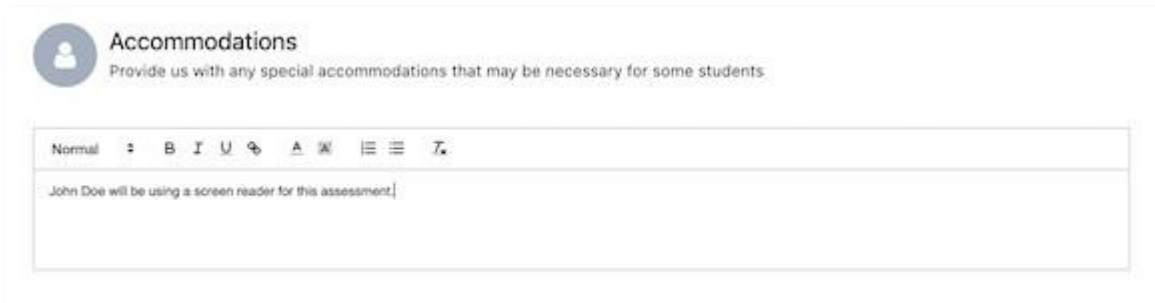 Accommodations
Provide us with any special accommodations that may be necessary for some students
Normal B I U A A
John Doe will be using a screen reader for this assessment.